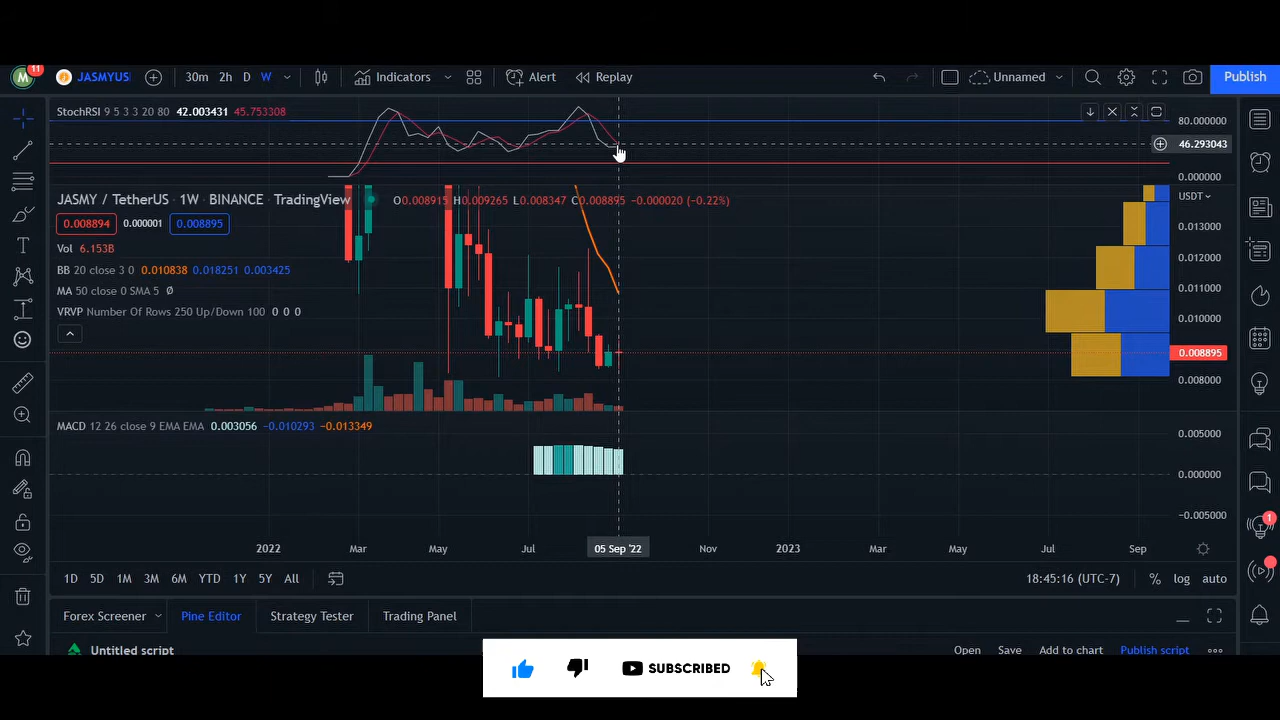 M 11 JASMYUS 30m 2h D W Indicators Alert Replay Unnamed Publish
StochRSI 9 5 3 3 20 80 42.003431 45.753308
80.000000
46.293043
0.000000
JASMY / TetherUS · 1W · BINANCE · TradingView O0.008915 H0.009265 L0.008347 C0.008895 −0.000020 (−0.22%)
USDT
0.008894 0.000001 0.008895
0.013000
Vol 6.153B
0.012000
BB 20 close 3 0 0.010838 0.018251 0.003425
MA 50 close 0 SMA 5 Ø
0.011000
VRVP Number Of Rows 250 Up/Down 100 0 0 0
0.010000
0.008895
0.008000
MACD 12 26 close 9 EMA EMA 0.003056 −0.010293 −0.013349
0.005000
0.000000
−0.005000
1
2022 Mar May Jul 05 Sep '22 Nov 2023 Mar May Jul Sep
1D 5D 1M 3M 6M YTD 1Y 5Y All 18:45:16 (UTC-7) % log auto
Forex Screener Pine Editor Strategy Tester Trading Panel
Untitled script Open Save Add to chart Publish script
SUBSCRIBED